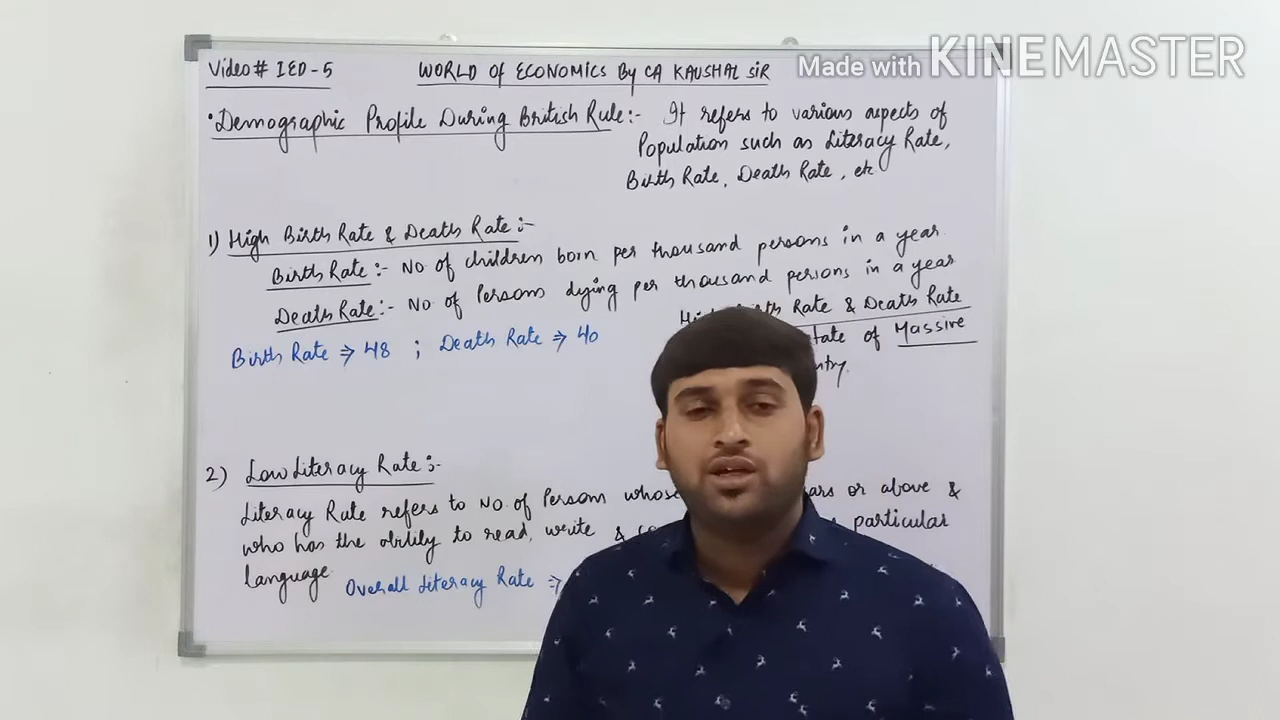 Video# IED-5
WORLD OF ECONOMICS By CA KAUSHAL SIR
Made with KINEMASTER
• Demographic Profile During British Rule:- It refers to various aspects of
Population such as Literacy Rate,
Birth Rate, Death Rate, etc
1) High Birth Rate & Death Rate:-
Birth Rate:- No. of children born per thousand persons in a year.
Death Rate:- No. of Persons dying per thousand persons in a year
Rate & Death Rate
of Massive
Birth Rate ⇒ 48 ; Death Rate ⇒ 40
2) Low Literacy Rate:-
Literacy Rate refers to No. of Persons whose or above &
who has the ability to read, write & particular
language.
Overall Literacy Rate ⇒